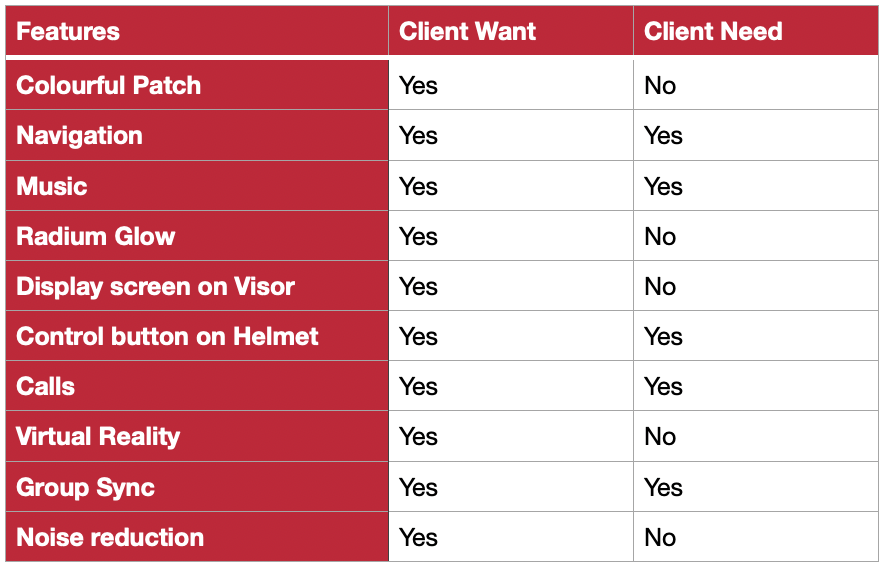 Features Client Want Client Need
Colourful Patch Yes No
Navigation Yes Yes
Music Yes Yes
Radium Glow Yes No
Display screen on Visor Yes No
Control button on Helmet Yes Yes
Calls Yes Yes
Virtual Reality Yes No
Group Sync Yes Yes
Noise reduction Yes No